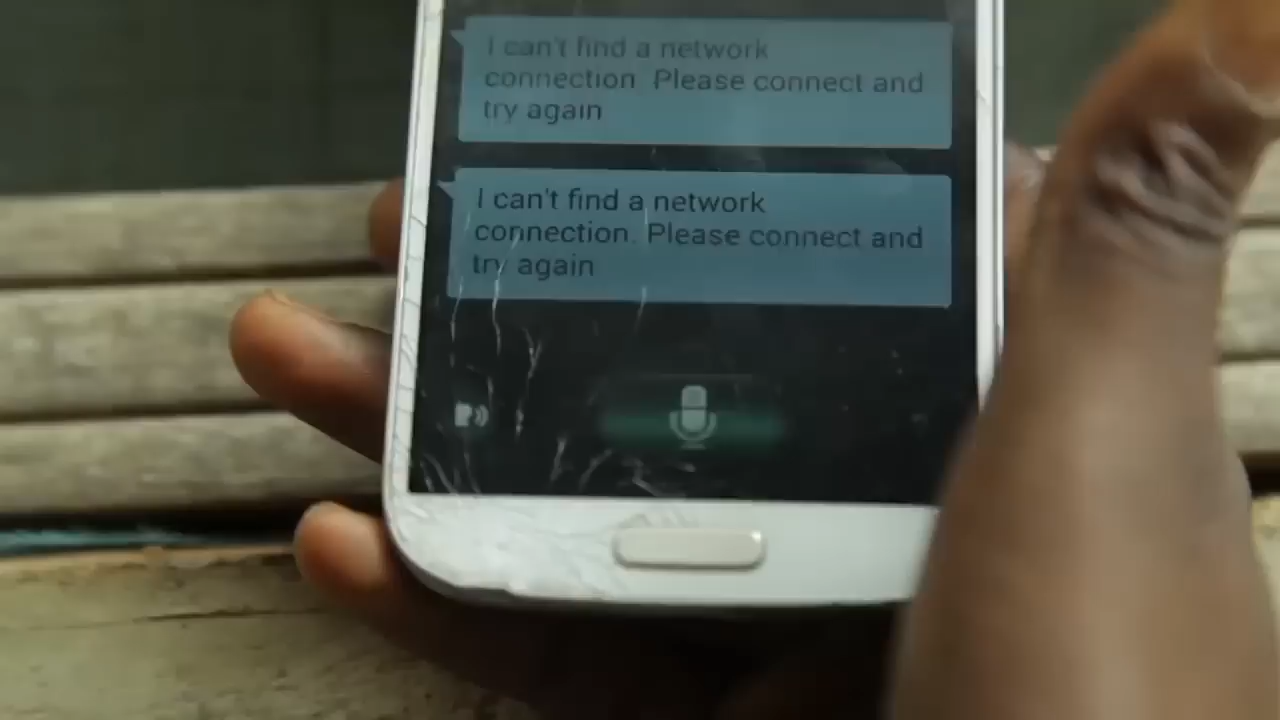 I can't find a network
connection. Please connect and
try again
I can't find a network
connection. Please connect and
try again